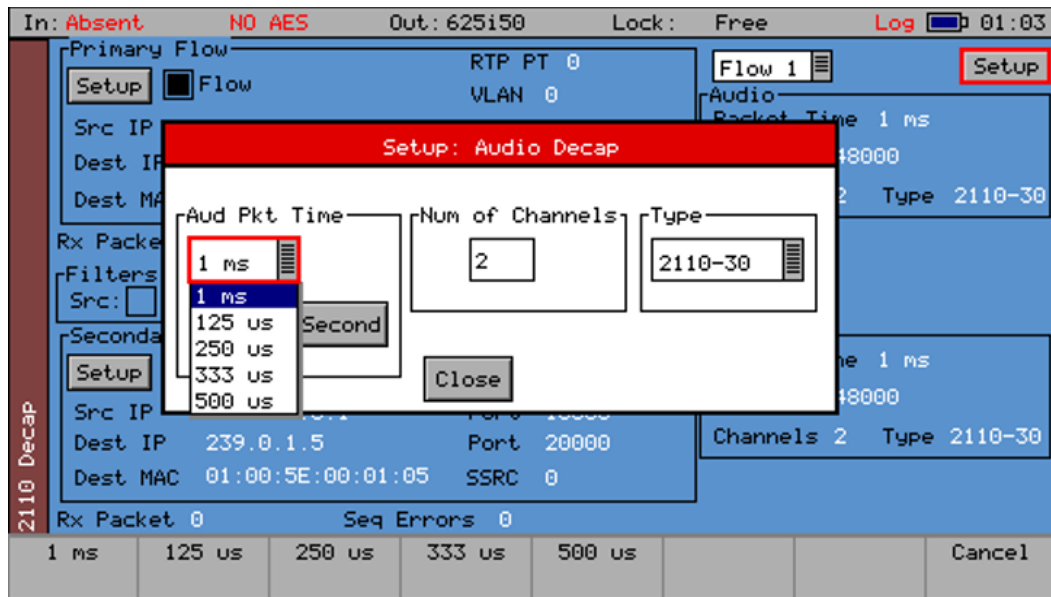 In: Absent NO AES Out: 625i50 Lock: Free Log 01:03
Primary Flow
Setup Flow
RTP PT 0
VLAN 0
Flow 1 Setup
Audio
Packet Time 1 ms
Src IP
Dest IP
48000
Dest MA
2 Type 2110-30
Rx Packe
Filters
Src:
Setup: Audio Decap
Aud Pkt Time
1 ms
1 ms
125 us
250 us
333 us
500 us
Second
Num of Channels
2
Type
2110-30
Close
Seconda
Setup
Src IP
Dest IP 239.0.1.5 Port 20000
Dest MAC 01:00:5E:00:01:05 SSRC 0
Rx Packet 0 Seq Errors 0
1 ms
48000
Channels 2 Type 2110-30
2110 Decap
1 ms 125 us 250 us 333 us 500 us Cancel